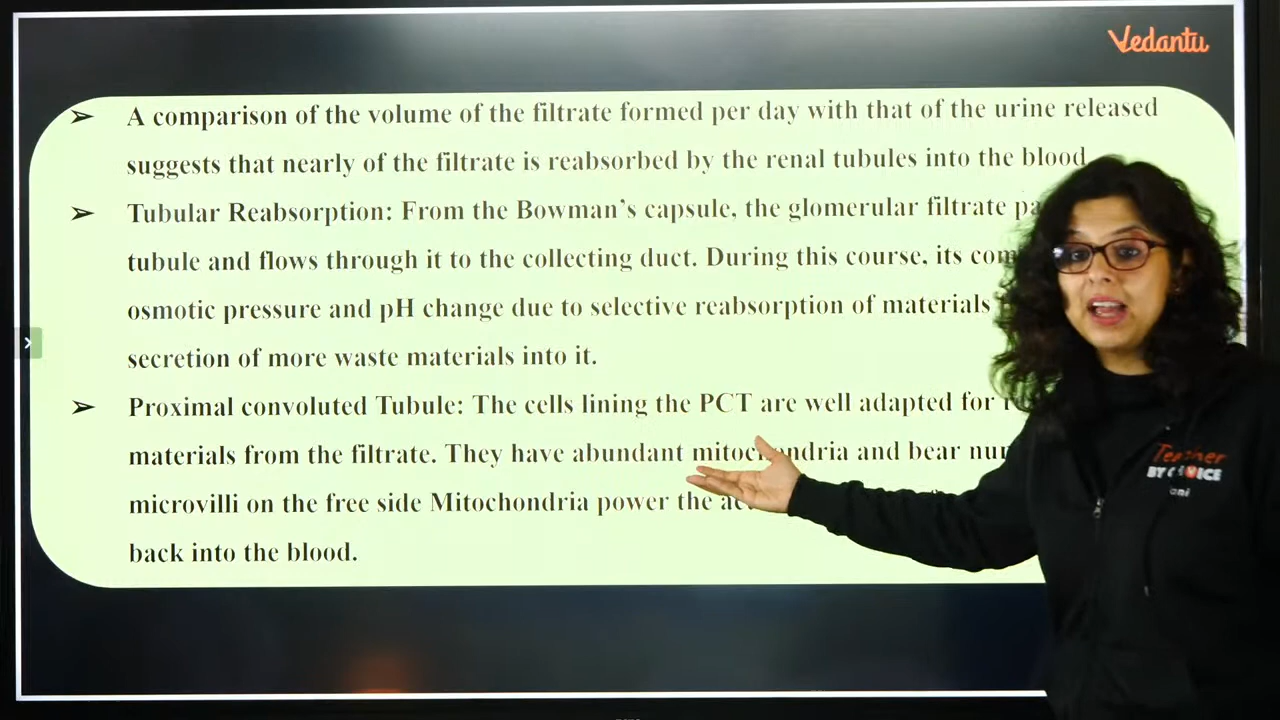 Vedantu
➢ A comparison of the volume of the filtrate formed per day with that of the urine released
suggests that nearly of the filtrate is reabsorbed by the renal tubules into the blood
➢ Tubular Reabsorption: From the Bowman's capsule, the glomerular filtrate
tubule and flows through it to the collecting duct. During this course, its
osmotic pressure and pH change due to selective reabsorption of materials
secretion of more waste materials into it.
➢ Proximal convoluted Tubule: The cells lining the PCT are well adapted for
materials from the filtrate. They have abundant mitochondria and bear
microvilli on the free side Mitochondria power the
back into the blood.
Teacher
BY CHOICE